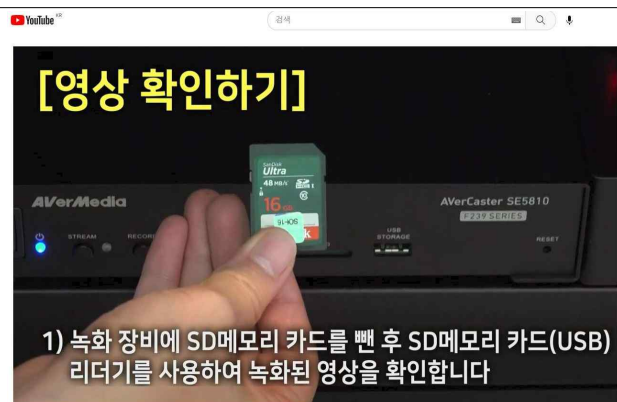 YouTube KR
검색
[영상 확인하기]
SanDisk
Ultra
48 MB/s
16 GB
AVerMedia
AVerCaster SE5810
F239 SERIES
STREAM
RECORD
USB
STORAGE
RESET
1) 녹화 장비에 SD메모리 카드를 뺀 후 SD메모리 카드(USB)
리더기를 사용하여 녹화된 영상을 확인합니다